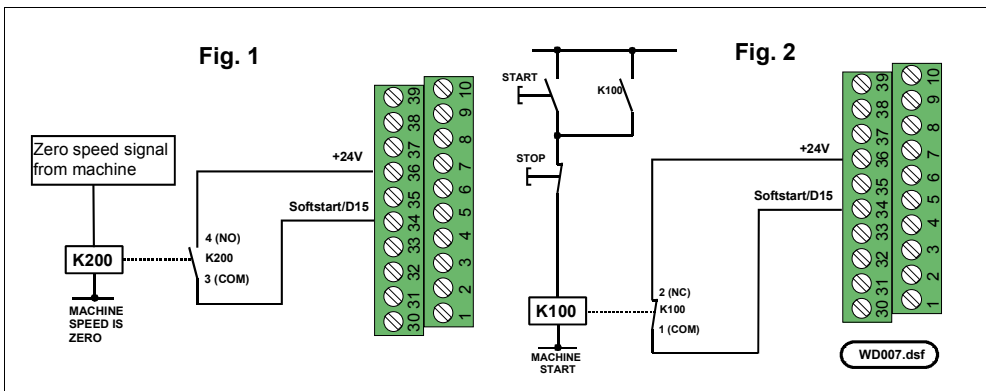 Fig. 1
Zero speed signal
from machine
K200
MACHINE
SPEED IS
ZERO
4 (NO)
K200
3 (COM)
+24V
Softstart/D15
39
38
37
36
35
34
33
32
31
30
10
9
8
7
6
5
4
3
2
1
Fig. 2
START
K100
STOP
K100
MACHINE
START
2 (NC)
K100
1 (COM)
+24V
Softstart/D15
39
38
37
36
35
34
33
32
31
30
10
9
8
7
6
5
4
3
2
1
WD007.dsf